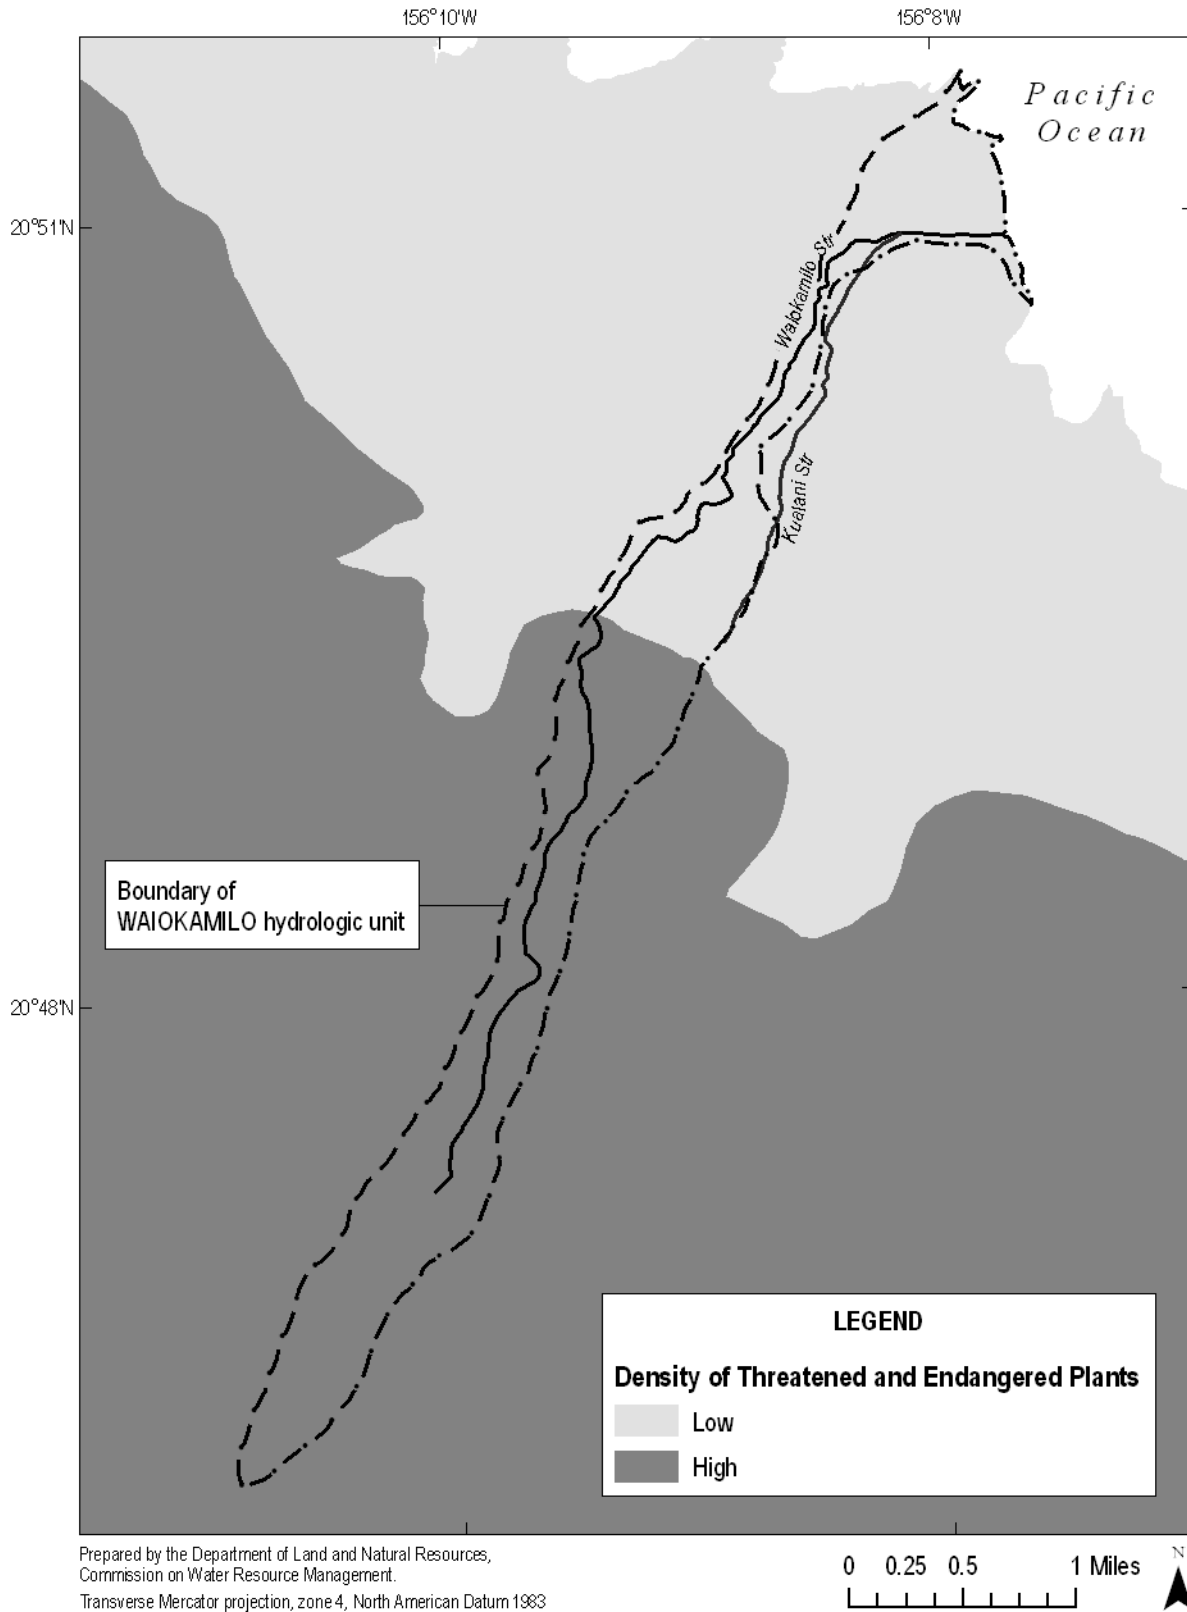 156°10'W
156°8'W
Pacific
Ocean
20°51'N
Waiokamilo Str
Kualani Str
Boundary of
WAIOKAMILO hydrologic unit
20°48'N
LEGEND
Density of Threatened and Endangered Plants
Low
High
Prepared by the Department of Land and Natural Resources,
Commission on Water Resource Management.
Transverse Mercator projection, zone 4, North American Datum 1983
0 0.25 0.5 1 Miles
N